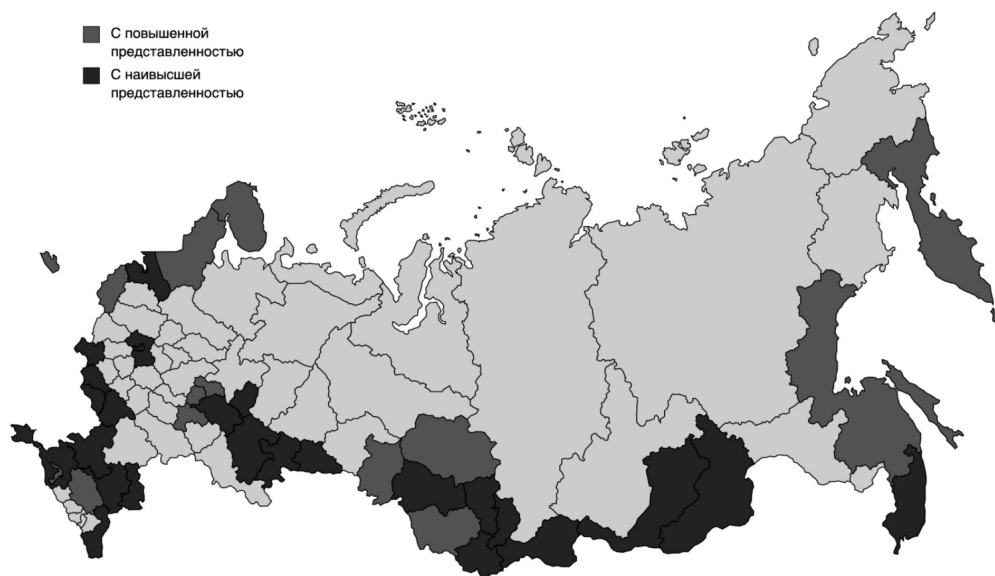 С повышенной
представленностью
С наивысшей
представленностью